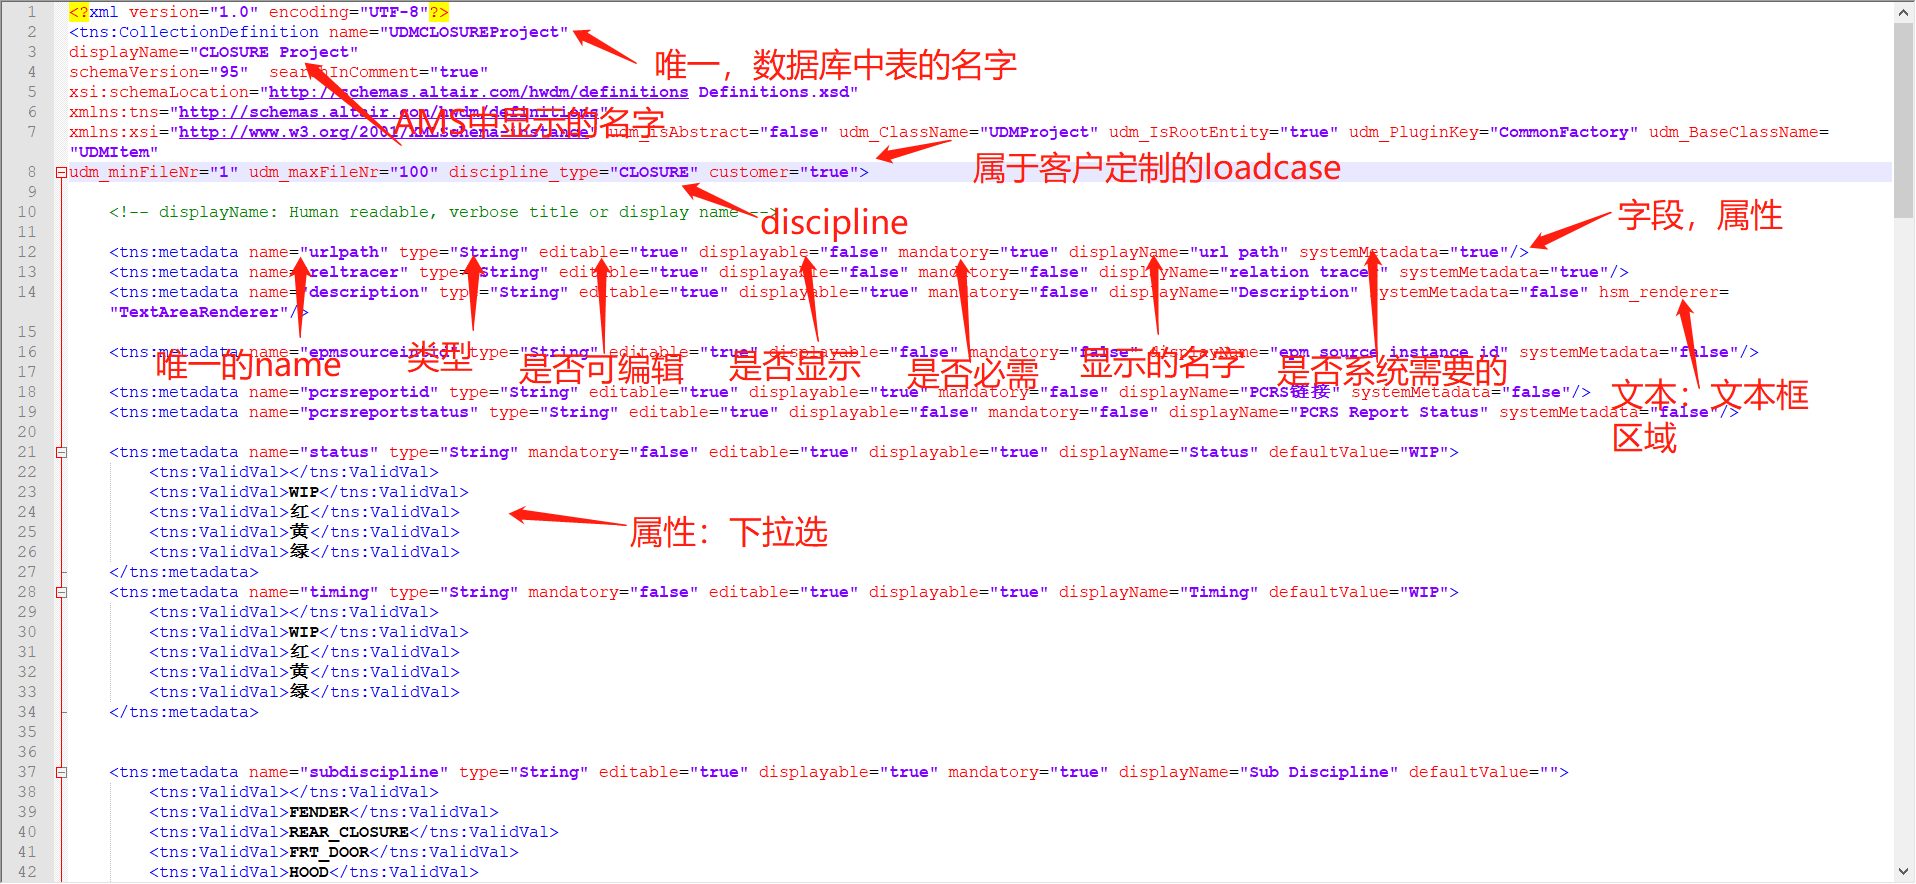 1 <?xml version="1.0" encoding="UTF-8"?>
2 <tns:CollectionDefinition name="UDMCLOSUREProject"
3 displayName="CLOSURE Project"
唯一，数据库中表的名字
4 schemaVersion="95" searchInComment="true"
5 xsi:schemaLocation="http://schemas.altair.com/hwdm/definitions Definitions.xsd"
6 xmlns:tns="http://schemas.altair.com/hwdm/definitions"
AMS中显示的名字
7 xmlns:xsi="http://www.w3.org/2001/XMLSchema-instance" udm_isAbstract="false" udm_ClassName="UDMProject" udm_IsRootEntity="true" udm_PluginKey="CommonFactory" udm_BaseClassName=
"UDMItem"
属于客户定制的loadcase
8 udm_minFileNr="1" udm_maxFileNr="100" discipline_type="CLOSURE" customer="true">
9
10 <!-- displayName: Human readable, verbose title or display name -->
discipline
字段，属性
11
12 <tns:metadata name="urlpath" type="String" editable="true" displayable="false" mandatory="true" displayName="url path" systemMetadata="true"/>
13 <tns:metadata name="reltracer" type="String" editable="true" displayable="false" mandatory="false" displayName="relation tracer" systemMetadata="true"/>
14 <tns:metadata name="description" type="String" editable="true" displayable="true" mandatory="false" displayName="Description" systemMetadata="false" hsm_renderer=
"TextAreaRenderer"/>
15
16 <tns:metadata name="epmsourceinstid" type="String" editable="true" displayable="false" mandatory="false" displayName="epm source instance id" systemMetadata="false"/>
唯一的name
类型
是否可编辑
是否显示
是否必需
显示的名字
是否系统需要的
17
18 <tns:metadata name="pcrsreportid" type="String" editable="true" displayable="true" mandatory="false" displayName="PCRS链接" systemMetadata="false"/>
文本：文本框
区域
19 <tns:metadata name="pcrsreportstatus" type="String" editable="true" displayable="false" mandatory="false" displayName="PCRS Report Status" systemMetadata="false"/>
20
21 <tns:metadata name="status" type="String" mandatory="false" editable="true" displayable="true" displayName="Status" defaultValue="WIP">
22 <tns:ValidVal></tns:ValidVal>
23 <tns:ValidVal>WIP</tns:ValidVal>
24 <tns:ValidVal>红</tns:ValidVal>
25 <tns:ValidVal>黄</tns:ValidVal>
属性：下拉选
26 <tns:ValidVal>绿</tns:ValidVal>
27 </tns:metadata>
28 <tns:metadata name="timing" type="String" mandatory="false" editable="true" displayable="true" displayName="Timing" defaultValue="WIP">
29 <tns:ValidVal></tns:ValidVal>
30 <tns:ValidVal>WIP</tns:ValidVal>
31 <tns:ValidVal>红</tns:ValidVal>
32 <tns:ValidVal>黄</tns:ValidVal>
33 <tns:ValidVal>绿</tns:ValidVal>
34 </tns:metadata>
35
36
37 <tns:metadata name="subdiscipline" type="String" editable="true" displayable="true" mandatory="true" displayName="Sub Discipline" defaultValue="">
38 <tns:ValidVal></tns:ValidVal>
39 <tns:ValidVal>FENDER</tns:ValidVal>
40 <tns:ValidVal>REAR_CLOSURE</tns:ValidVal>
41 <tns:ValidVal>FRT_DOOR</tns:ValidVal>
42 <tns:ValidVal>HOOD</tns:ValidVal>